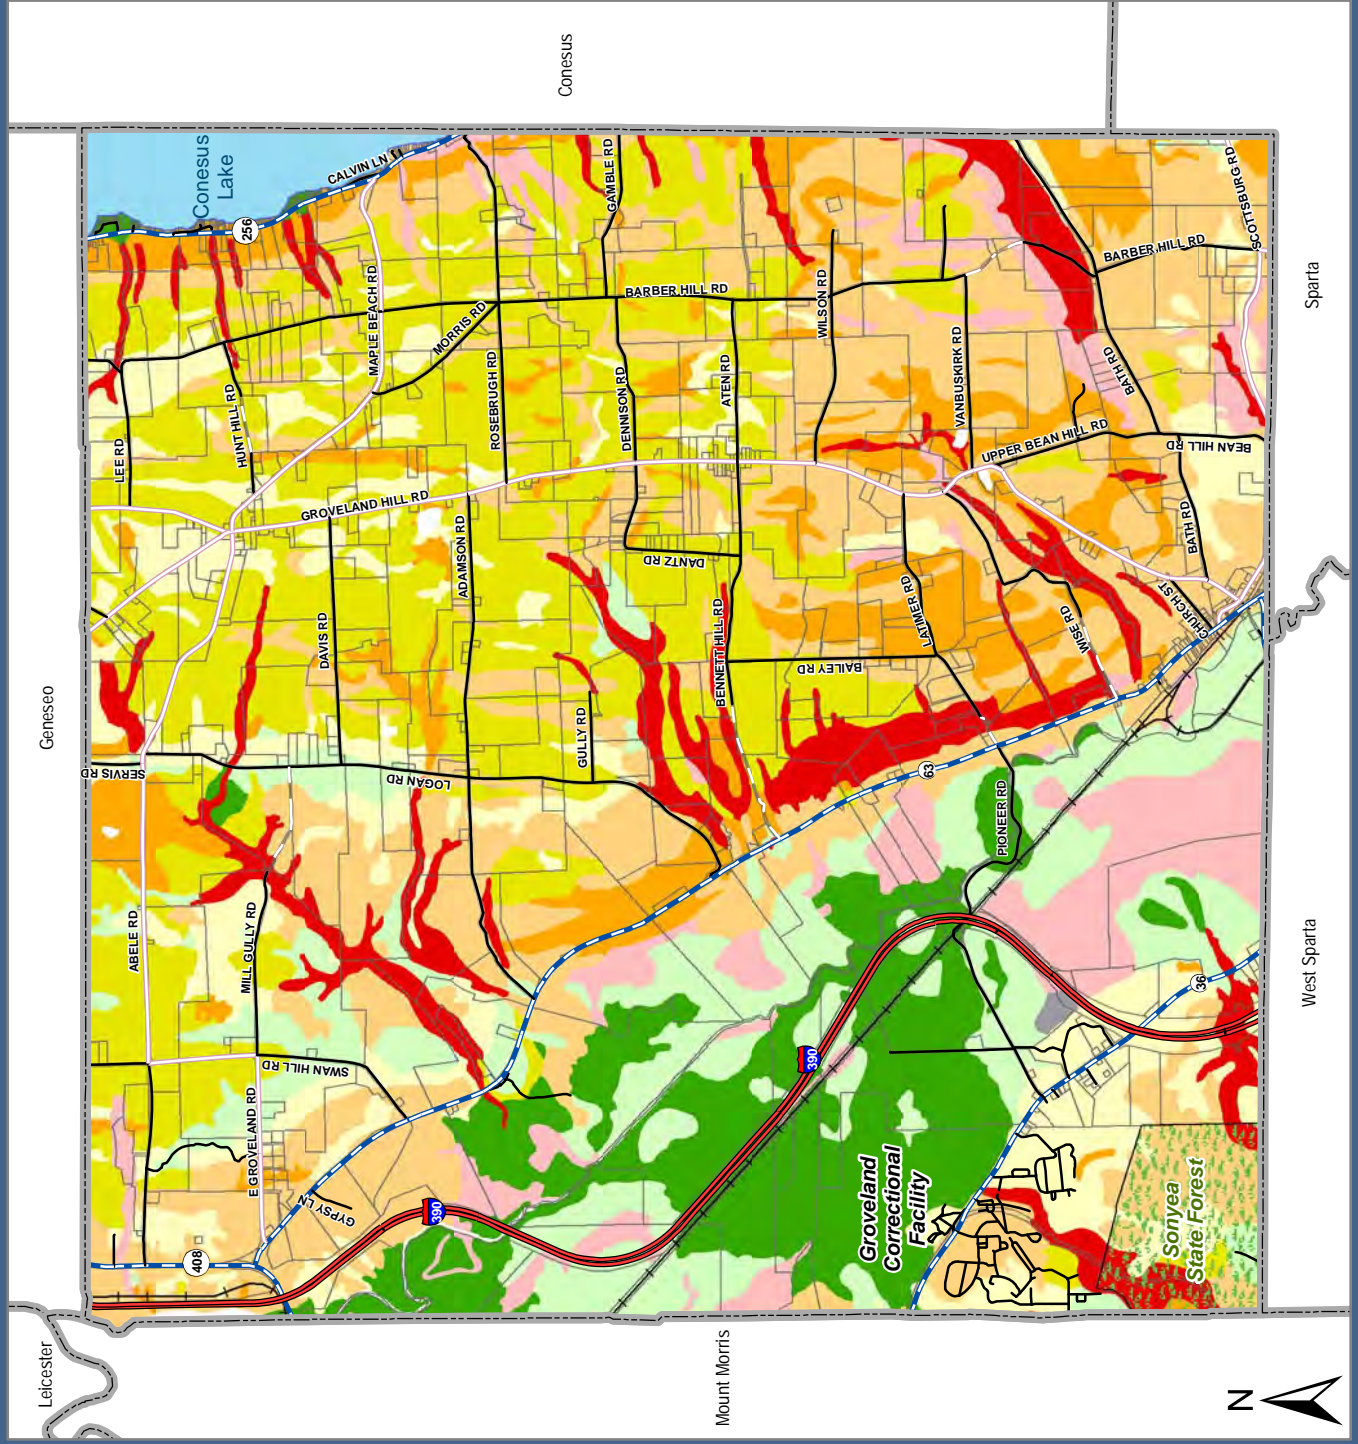 Conesus
Geneseo
Leicester
Mount Morris
West Sparta
Sparta
Conesus
Lake
CALVIN LN
256
GAMBLE RD
SCOTTSBURG RD
BARBER HILL RD
BARBER HILL RD
MAPLE BEACH RD
MORRIS RD
WILSON RD
ROSEBRUGH RD
DENNISON RD
ATEN RD
VANBUSKIRK RD
BATH RD
HUNT HILL RD
LEE RD
UPPER BEAN HILL RD
BEAN HILL RD
GROVELAND HILL RD
ADAMSON RD
DANTZ RD
BATH RD
CHURCH ST
DAVIS RD
BENNETT HILL RD
LATIMER RD
WISE RD
BAILEY RD
GULLY RD
SERVIS RD
LOGAN RD
63
PIONEER RD
ABELE RD
MILL GULLY RD
36
SWAN HILL RD
390
E GROVELAND RD
GYPSY LN
390
408
Groveland
Correctional
Facility
Sonyea
State Forest
N